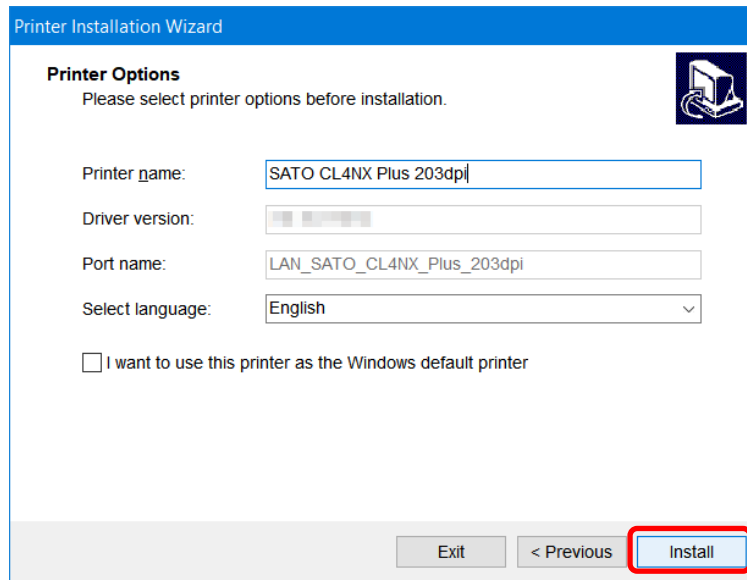 Printer Installation Wizard
Printer Options
Please select printer options before installation.
Printer name: SATO CL4NX Plus 203dpi
Driver version:
Port name: LAN_SATO_CL4NX_Plus_203dpi
Select language: English
I want to use this printer as the Windows default printer
Exit < Previous Install